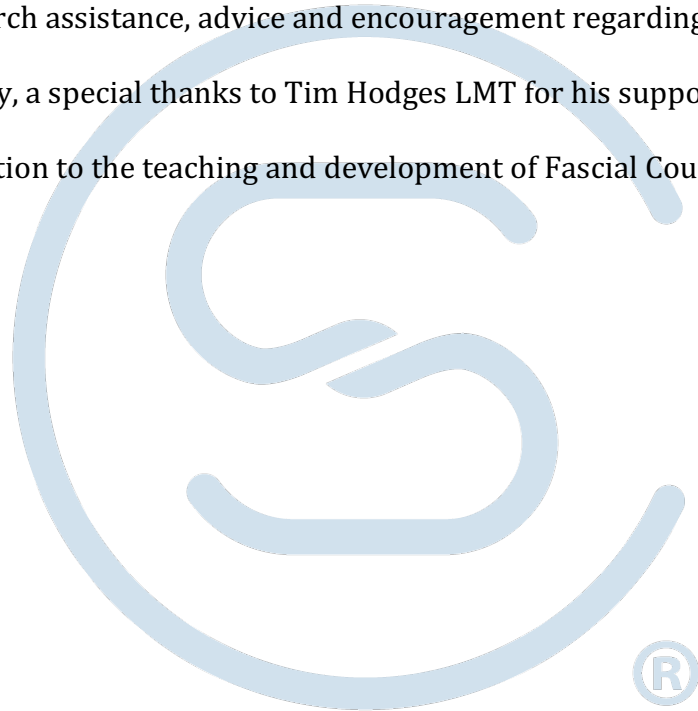 rch assistance, advice and encouragement regarding
y, a special thanks to Tim Hodges LMT for his suppo
tion to the teaching and development of Fascial Cou
®